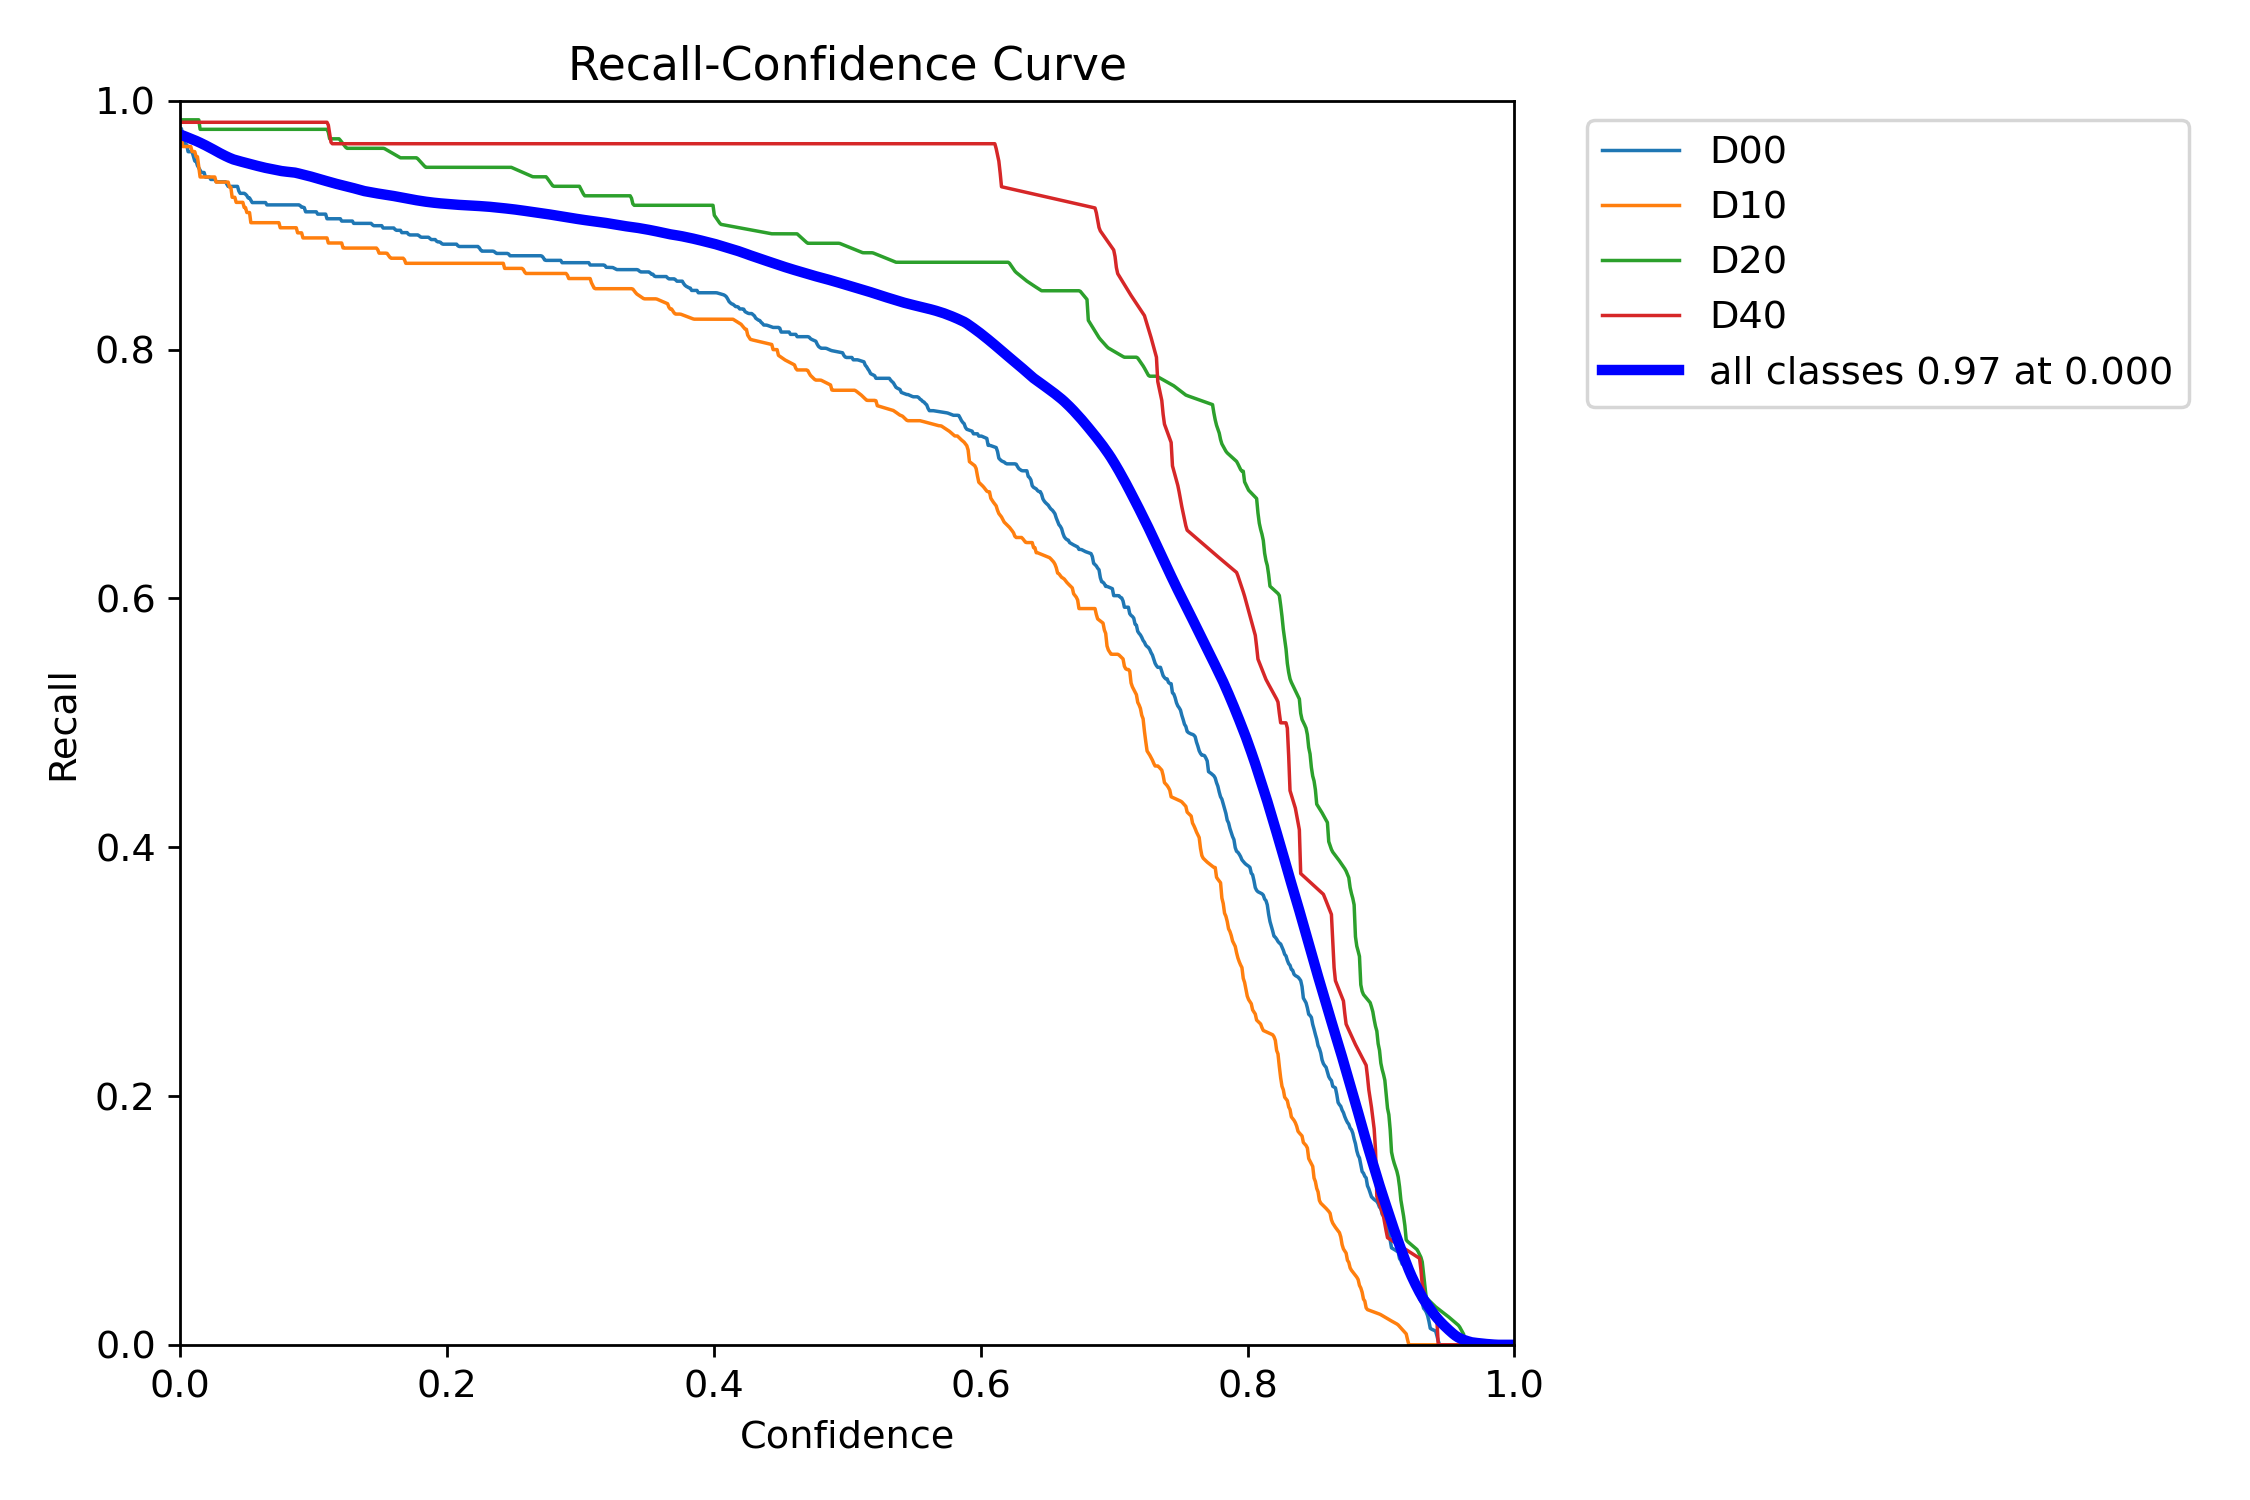 Recall-Confidence Curve
1.0
0.8
0.6
0.4
0.2
0.0
Recall
0.0 0.2 0.4 0.6 0.8 1.0
Confidence
D00
D10
D20
D40
all classes 0.97 at 0.000